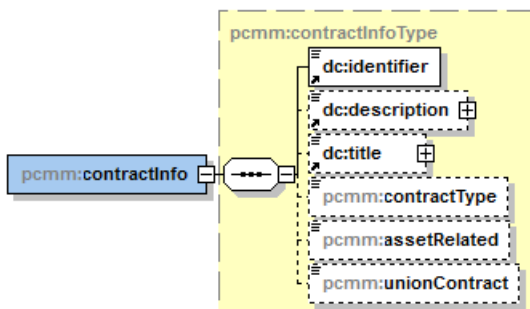 pcmm:contractInfoType
dc:identifier
dc:description
dc:title
pcmm:contractInfo
pcmm:contractType
pcmm:assetRelated
pcmm:unionContract